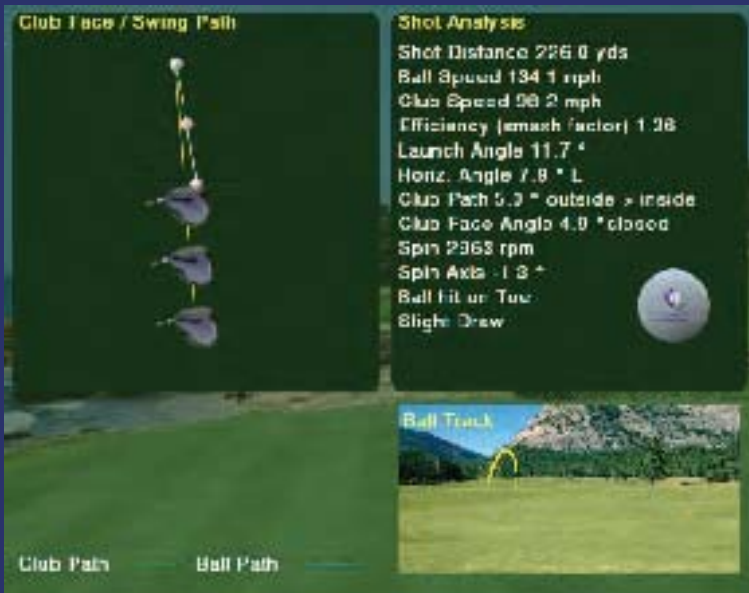 Club Face / Swing Path
Shot Analysis
Shot Distance 226.0 yds
Ball Speed 134.1 mph
Club Speed 98.2 mph
Efficiency (smash factor) 1.36
Launch Angle 11.7 °
Horiz. Angle 7.8 ° L
Club Path 5.0 ° outside > inside
Club Face Angle 4.9 ° closed
Spin 2963 rpm
Spin Axis -1.3 °
Ball hit on Toe
Slight Draw
Ball Track
Club Path
Ball Path